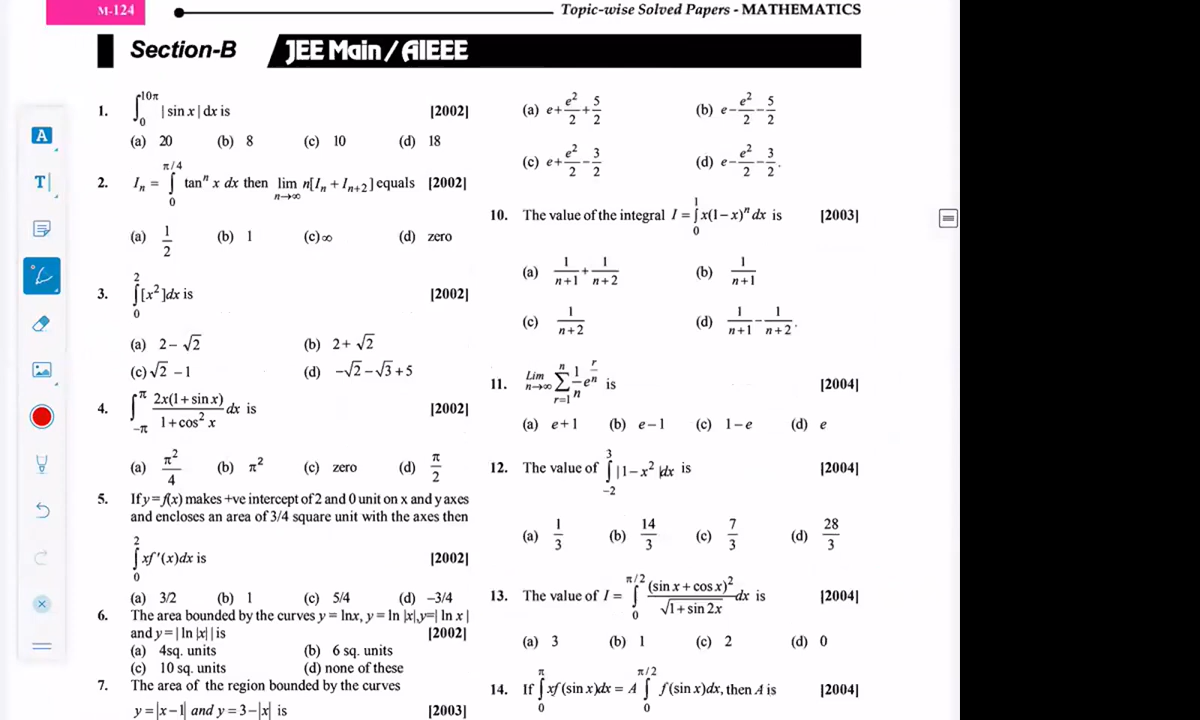 M-124
Topic-wise Solved Papers - MATHEMATICS
Section-B JEE Main / AIEEE
1. ∫₀^{10π} | sin x | dx is [2002]
(a) 20 (b) 8 (c) 10 (d) 18
2. Iₙ = ∫₀^{π/4} tanⁿ x dx then lim_{n→∞} n[Iₙ + Iₙ₊₂] equals [2002]
(a) 1/2 (b) 1 (c) ∞ (d) zero
3. ∫₀² [x²]dx is [2002]
(a) 2 − √2 (b) 2 + √2
(c) √2 − 1 (d) −√2 − √3 + 5
4. ∫_{−π}^{π} 2x(1 + sin x)/(1 + cos² x) dx is [2002]
(a) π²/4 (b) π² (c) zero (d) π/2
5. If y = f(x) makes +ve intercept of 2 and 0 unit on x and y axes
and encloses an area of 3/4 square unit with the axes then
∫₀² xf '(x)dx is [2002]
(a) 3/2 (b) 1 (c) 5/4 (d) −3/4
6. The area bounded by the curves y = lnx, y = ln |x|,y=| ln x |
and y = | ln |x| | is [2002]
(a) 4sq. units (b) 6 sq. units
(c) 10 sq. units (d) none of these
7. The area of the region bounded by the curves
y = |x − 1| and y = 3 − |x| is [2003]
(a) e + e²/2 + 5/2 (b) e − e²/2 − 5/2
(c) e + e²/2 − 3/2 (d) e − e²/2 − 3/2.
10. The value of the integral I = ∫₀¹ x(1 − x)ⁿ dx is [2003]
(a) 1/(n+1) + 1/(n+2) (b) 1/(n+1)
(c) 1/(n+2) (d) 1/(n+1) − 1/(n+2).
11. Lim_{n→∞} Σ_{r=1}^{n} 1/n e^{r/n} is [2004]
(a) e + 1 (b) e − 1 (c) 1 − e (d) e
12. The value of ∫_{−2}^{3} |1 − x²|dx is [2004]
(a) 1/3 (b) 14/3 (c) 7/3 (d) 28/3
13. The value of I = ∫₀^{π/2} (sin x + cos x)²/√(1 + sin 2x) dx is [2004]
(a) 3 (b) 1 (c) 2 (d) 0
14. If ∫₀^π xf (sin x)dx = A ∫₀^{π/2} f (sin x)dx, then A is [2004]